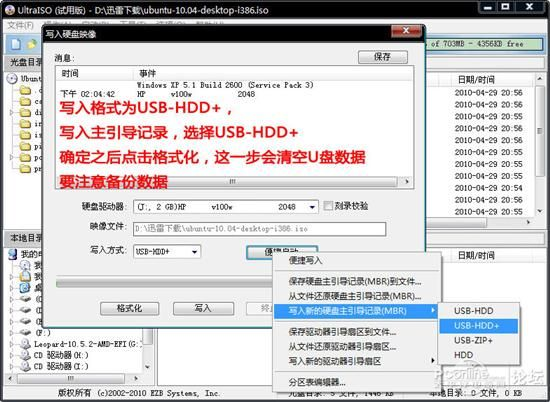 UltraISO (试用版) - D:\迅雷下载\ubuntu-10.04-desktop-i386.iso
文件(F)
of 703MB - 4356KB free
光盘目录
写入硬盘映像
消息:
保存
时间 事件
Windows XP 5.1 Build 2600 (Service Pack 3)
下午 02:04:42 HP v100w 2048
写入格式为USB-HDD+，
写入主引导记录，选择USB-HDD+
确定之后点击格式化，这一步会清空U盘数据
要注意备份数据
硬盘驱动器: (J:, 2 GB)HP v100w 2048
刻录校验
映像文件: D:\迅雷下载\ubuntu-10.04-desktop-i386.iso
写入方式: USB-HDD+
便捷启动
格式化
写入
日期/时间
2010-04-29 20:56
2010-04-29 20:56
2010-04-29 20:55
2010-04-29 20:56
2010-04-29 20:55
2010-04-29 20:55
2010-04-29 20:56
2010-04-29 20:56
本地目录
日期/时间
我的电
Leopard-10.5.2-AMD-EFI(G:)
CD 驱动器(H:)
CD 驱动器(I:)
便捷写入
保存硬盘主引导记录(MBR)到文件...
从文件还原硬盘主引导记录(MBR)...
写入新的硬盘主引导记录(MBR)
保存驱动器引导扇区到文件...
从文件还原驱动器引导扇区...
写入新的驱动器引导扇区
分区表编辑器...
USB-HDD
USB-HDD+
USB-ZIP+
HDD
版权所有 (c)2002-2010 EZB Systems, Inc.
光盘目录: 5 文件, 1446 KB
本地目录: 0 文件, 0 KB
论坛